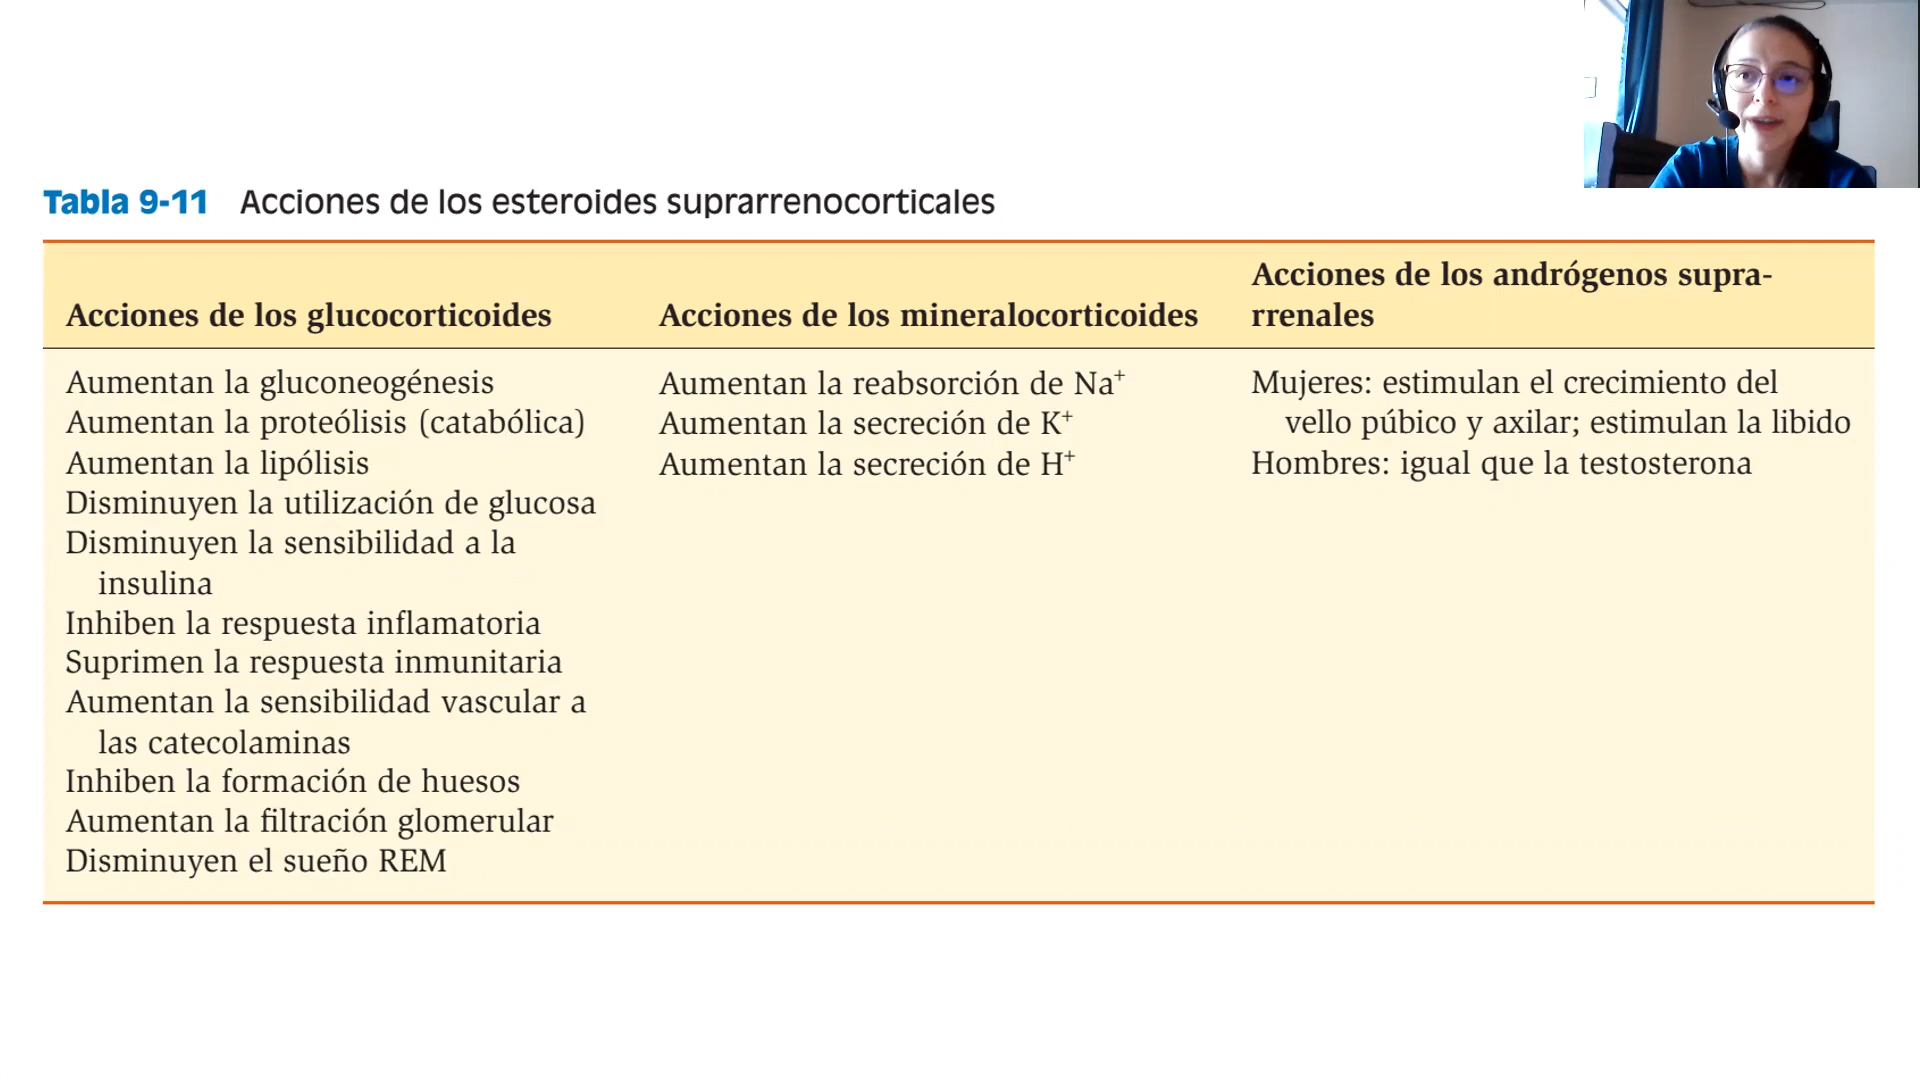 Tabla 9-11 Acciones de los esteroides suprarrenocorticales
Acciones de los glucocorticoides
Aumentan la gluconeogénesis
Aumentan la proteólisis (catabólica)
Aumentan la lipólisis
Disminuyen la utilización de glucosa
Disminuyen la sensibilidad a la
insulina
Inhiben la respuesta inflamatoria
Suprimen la respuesta inmunitaria
Aumentan la sensibilidad vascular a
las catecolaminas
Inhiben la formación de huesos
Aumentan la filtración glomerular
Disminuyen el sueño REM
Acciones de los mineralocorticoides
Aumentan la reabsorción de Na⁺
Aumentan la secreción de K⁺
Aumentan la secreción de H⁺
Acciones de los andrógenos supra-
rrenales
Mujeres: estimulan el crecimiento del
vello púbico y axilar; estimulan la libido
Hombres: igual que la testosterona